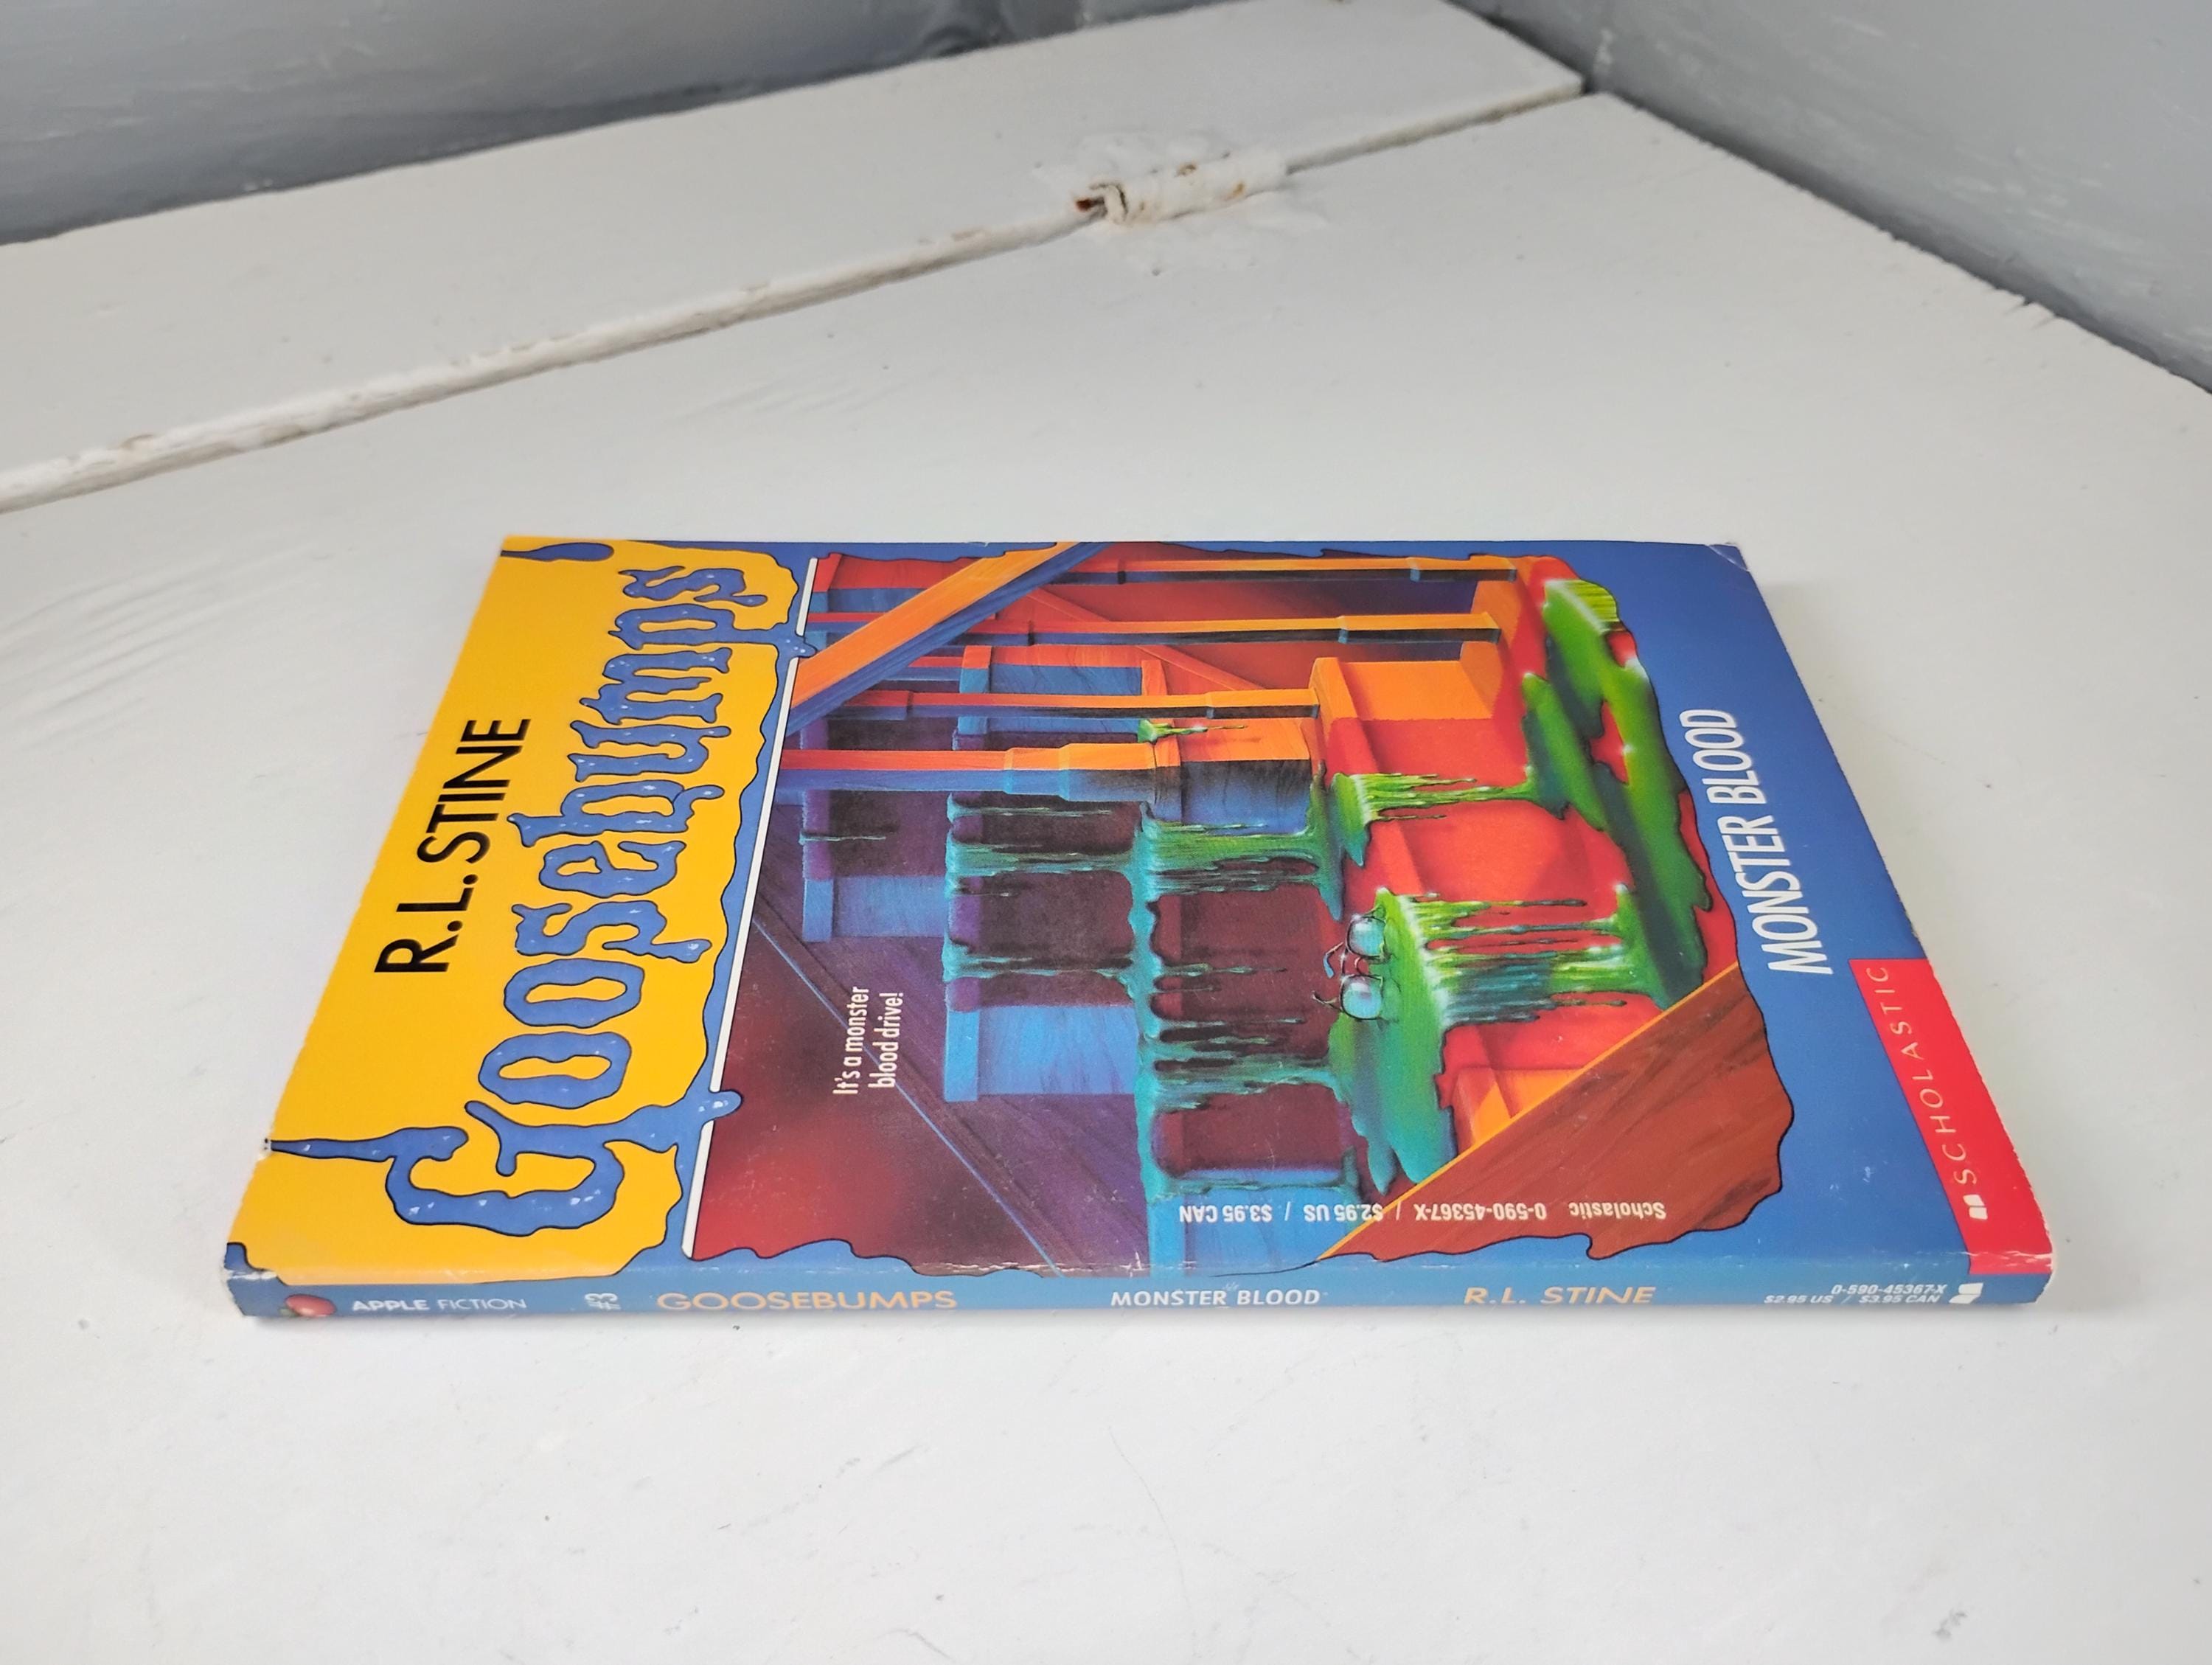 R.L. STINE
Goosebumps
It's a monster
blood drive!
MONSTER BLOOD
SCHOLASTIC
Scholastic 0-590-45367-X / $2.95 US / $3.95 CAN
APPLE FICTION #3 GOOSEBUMPS MONSTER BLOOD R.L. STINE
0-590-45367-X
$2.95 US / $3.95 CAN